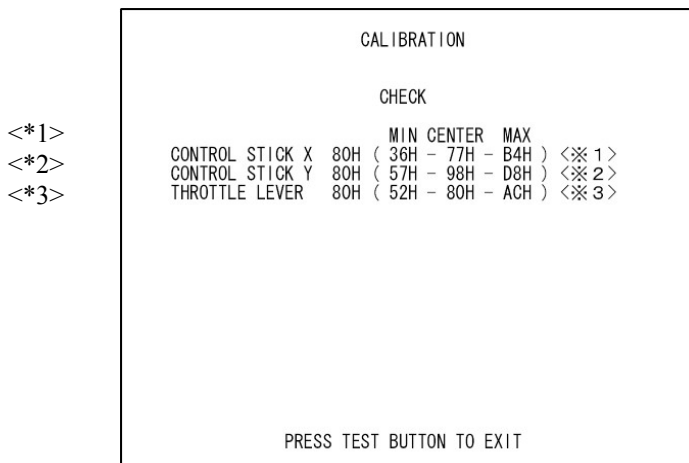 CALIBRATION
CHECK
MIN CENTER MAX
<*1>
CONTROL STICK X 80H ( 36H - 77H - B4H ) <※1>
<*2>
CONTROL STICK Y 80H ( 57H - 98H - D8H ) <※2>
<*3>
THROTTLE LEVER 80H ( 52H - 80H - ACH ) <※3>
PRESS TEST BUTTON TO EXIT